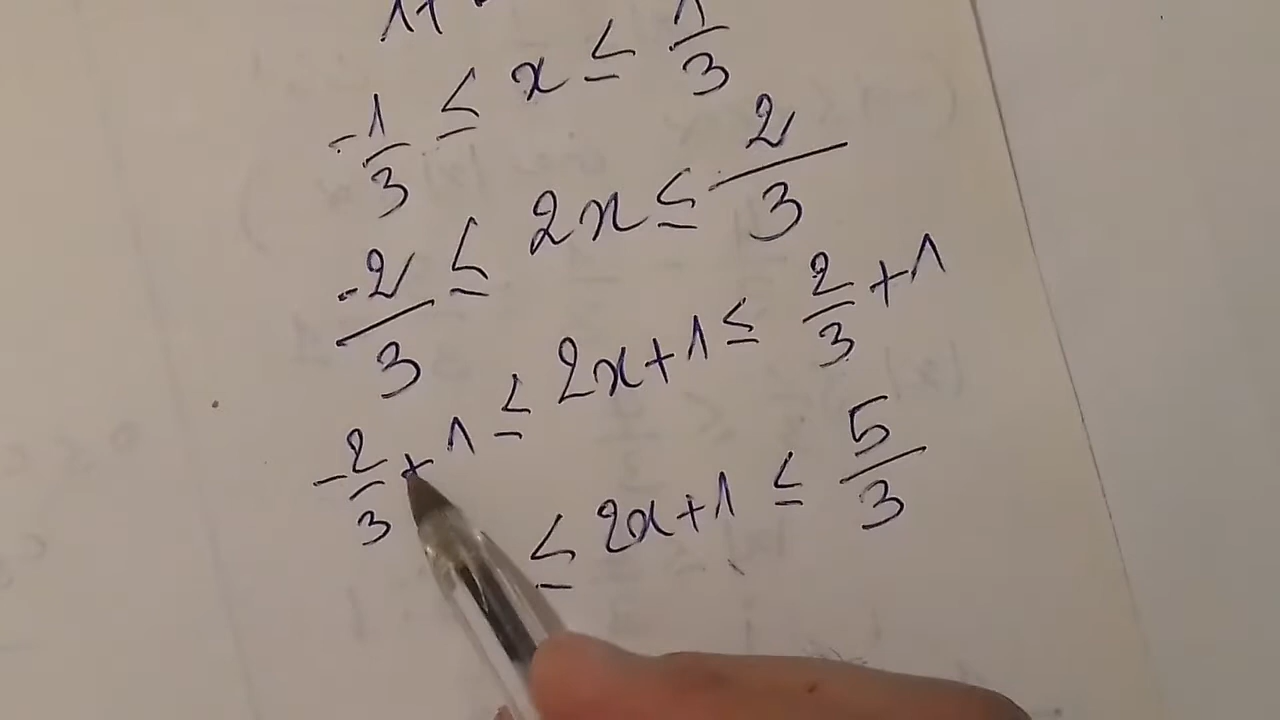 1+
-1/3 ≤ x ≤ 1/3
-2/3 ≤ 2x ≤ 2/3
-2/3 + 1 ≤ 2x + 1 ≤ 2/3 + 1
≤ 2x + 1 ≤ 5/3